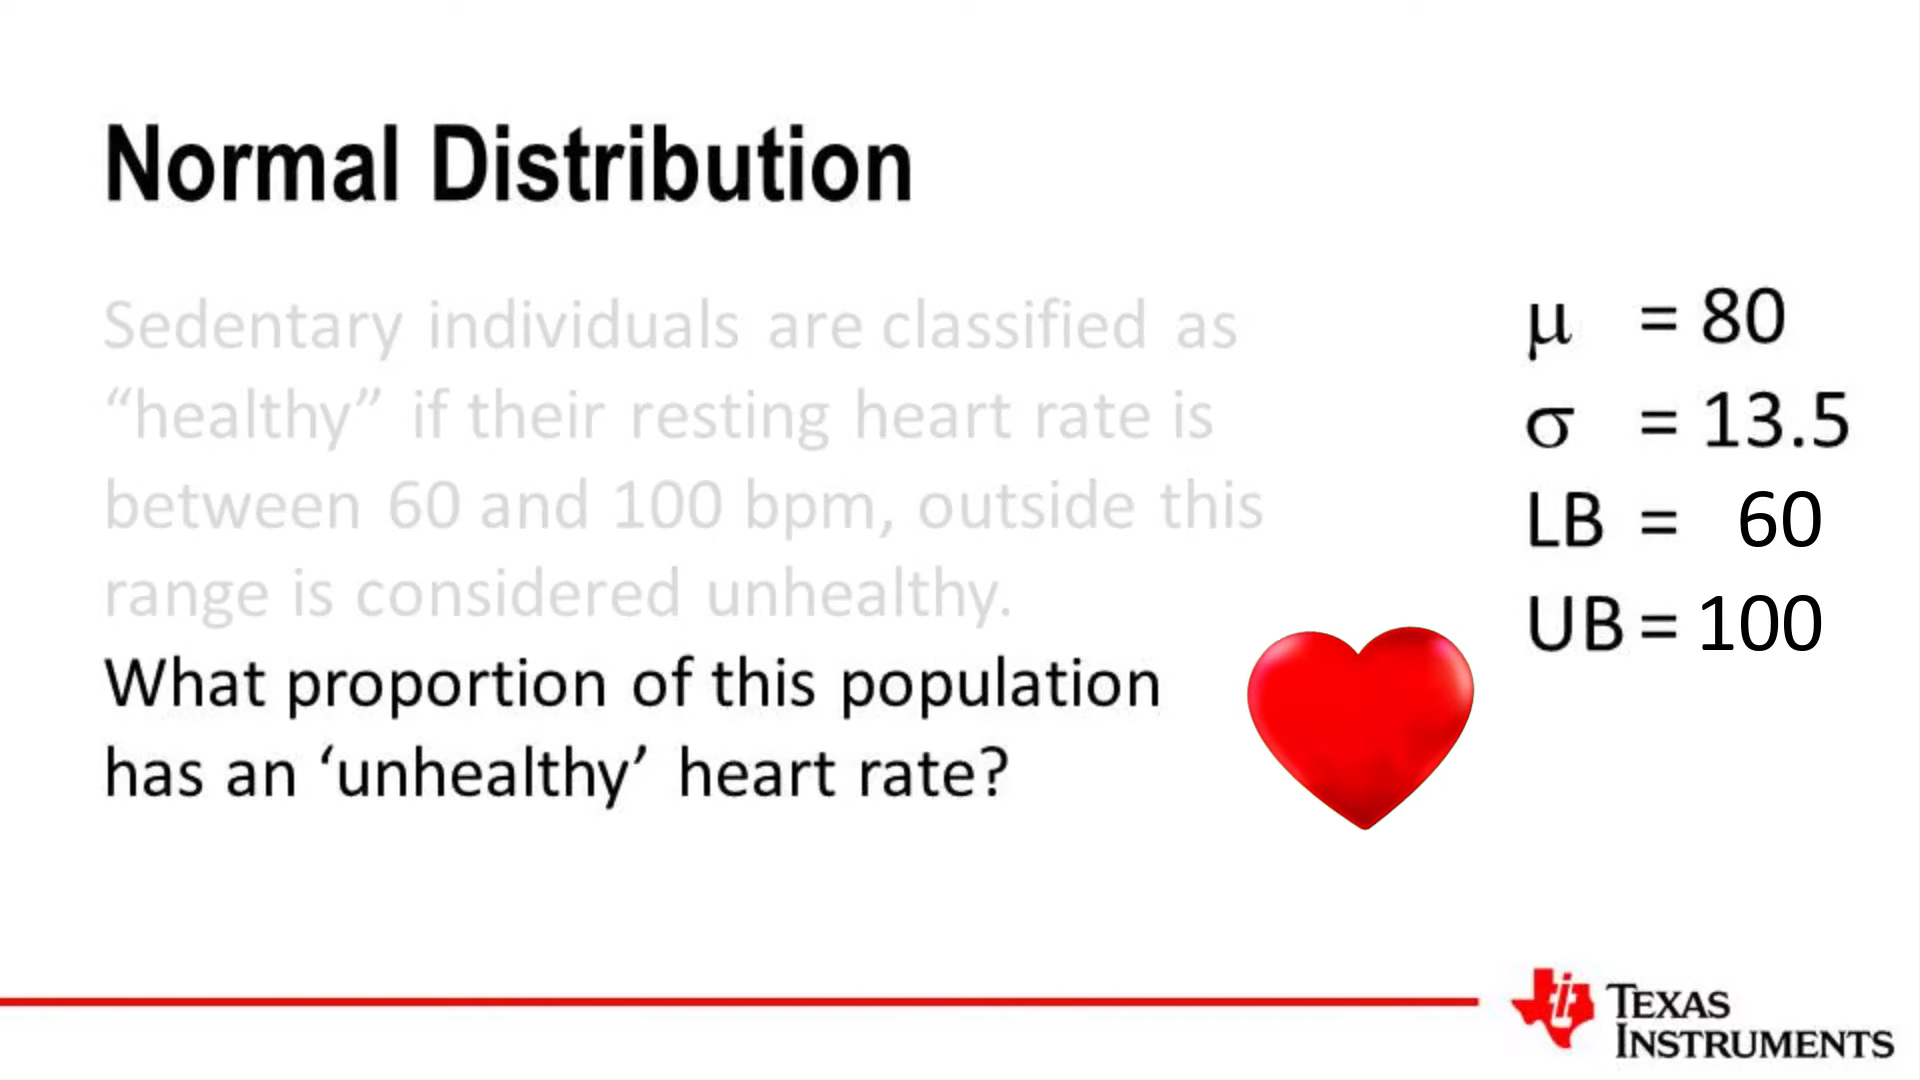 Normal Distribution
Sedentary individuals are classified as
“healthy” if their resting heart rate is
between 60 and 100 bpm, outside this
range is considered unhealthy.
What proportion of this population
has an ‘unhealthy’ heart rate?
μ = 80
σ = 13.5
LB = 60
UB = 100
TEXAS
INSTRUMENTS